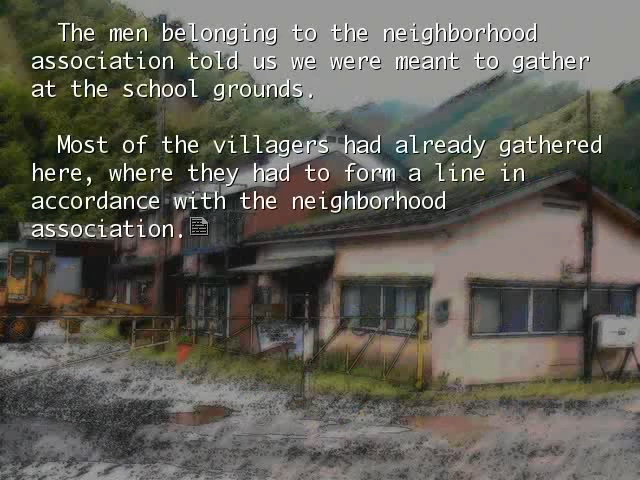 The men belonging to the neighborhood
association told us we were meant to gather
at the school grounds.
Most of the villagers had already gathered
here, where they had to form a line in
accordance with the neighborhood
association.